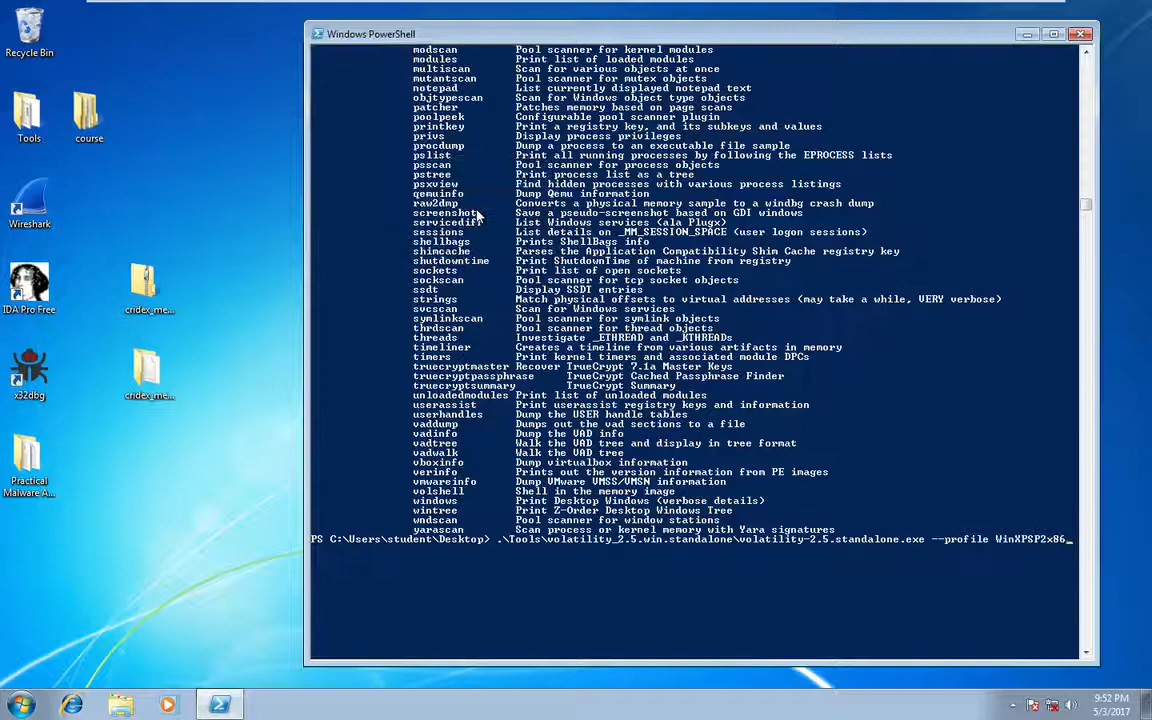 Recycle Bin
Tools
course
Wireshark
IDA Pro Free
cridex_me...
x32dbg
cridex_me...
Practical
Malware A...
Windows PowerShell
modscan Pool scanner for kernel modules
modules Print list of loaded modules
multiscan Scan for various objects at once
mutantscan Pool scanner for mutex objects
notepad List currently displayed notepad text
objtypescan Scan for Windows object type objects
patcher Patches memory based on page scans
poolpeek Configurable pool scanner plugin
printkey Print a registry key, and its subkeys and values
privs Display process privileges
procdump Dump a process to an executable file sample
pslist Print all running processes by following the EPROCESS lists
psscan Pool scanner for process objects
pstree Print process list as a tree
psxview Find hidden processes with various process listings
qemuinfo Dump Qemu information
raw2dmp Converts a physical memory sample to a windbg crash dump
screenshot Save a pseudo-screenshot based on GDI windows
servicediff List Windows services (ala Plugx)
sessions List details on _MM_SESSION_SPACE (user logon sessions)
shellbags Prints ShellBags info
shimcache Parses the Application Compatibility Shim Cache registry key
shutdowntime Print ShutdownTime of machine from registry
sockets Print list of open sockets
sockscan Pool scanner for tcp socket objects
ssdt Display SSDT entries
strings Match physical offsets to virtual addresses (may take a while, VERY verbose)
svcscan Scan for Windows services
symlinkscan Pool scanner for symlink objects
thrdscan Pool scanner for thread objects
threads Investigate _ETHREAD and _KTHREADs
timeliner Creates a timeline from various artifacts in memory
timers Print kernel timers and associated module DPCs
truecryptmaster Recover TrueCrypt 7.1a Master Keys
truecryptpassphrase TrueCrypt Cached Passphrase Finder
truecryptsummary TrueCrypt Summary
unloadedmodules Print list of unloaded modules
userassist Print userassist registry keys and information
userhandles Dump the USER handle tables
vaddump Dumps out the vad sections to a file
vadinfo Dump the VAD info
vadtree Walk the VAD tree and display in tree format
vadwalk Walk the VAD tree
vboxinfo Dump virtualbox information
verinfo Prints out the version information from PE images
vmwareinfo Dump VMware VMSS/VMSN information
volshell Shell in the memory image
windows Print Desktop Windows (verbose details)
wintree Print Z-Order Desktop Windows Tree
wndscan Pool scanner for window stations
yarascan Scan process or kernel memory with Yara signatures
PS C:\Users\student\Desktop> .\Tools\volatility_2.5.win.standalone\volatility-2.5.standalone.exe --profile WinXPSP2x86_
9:52 PM
5/3/2017